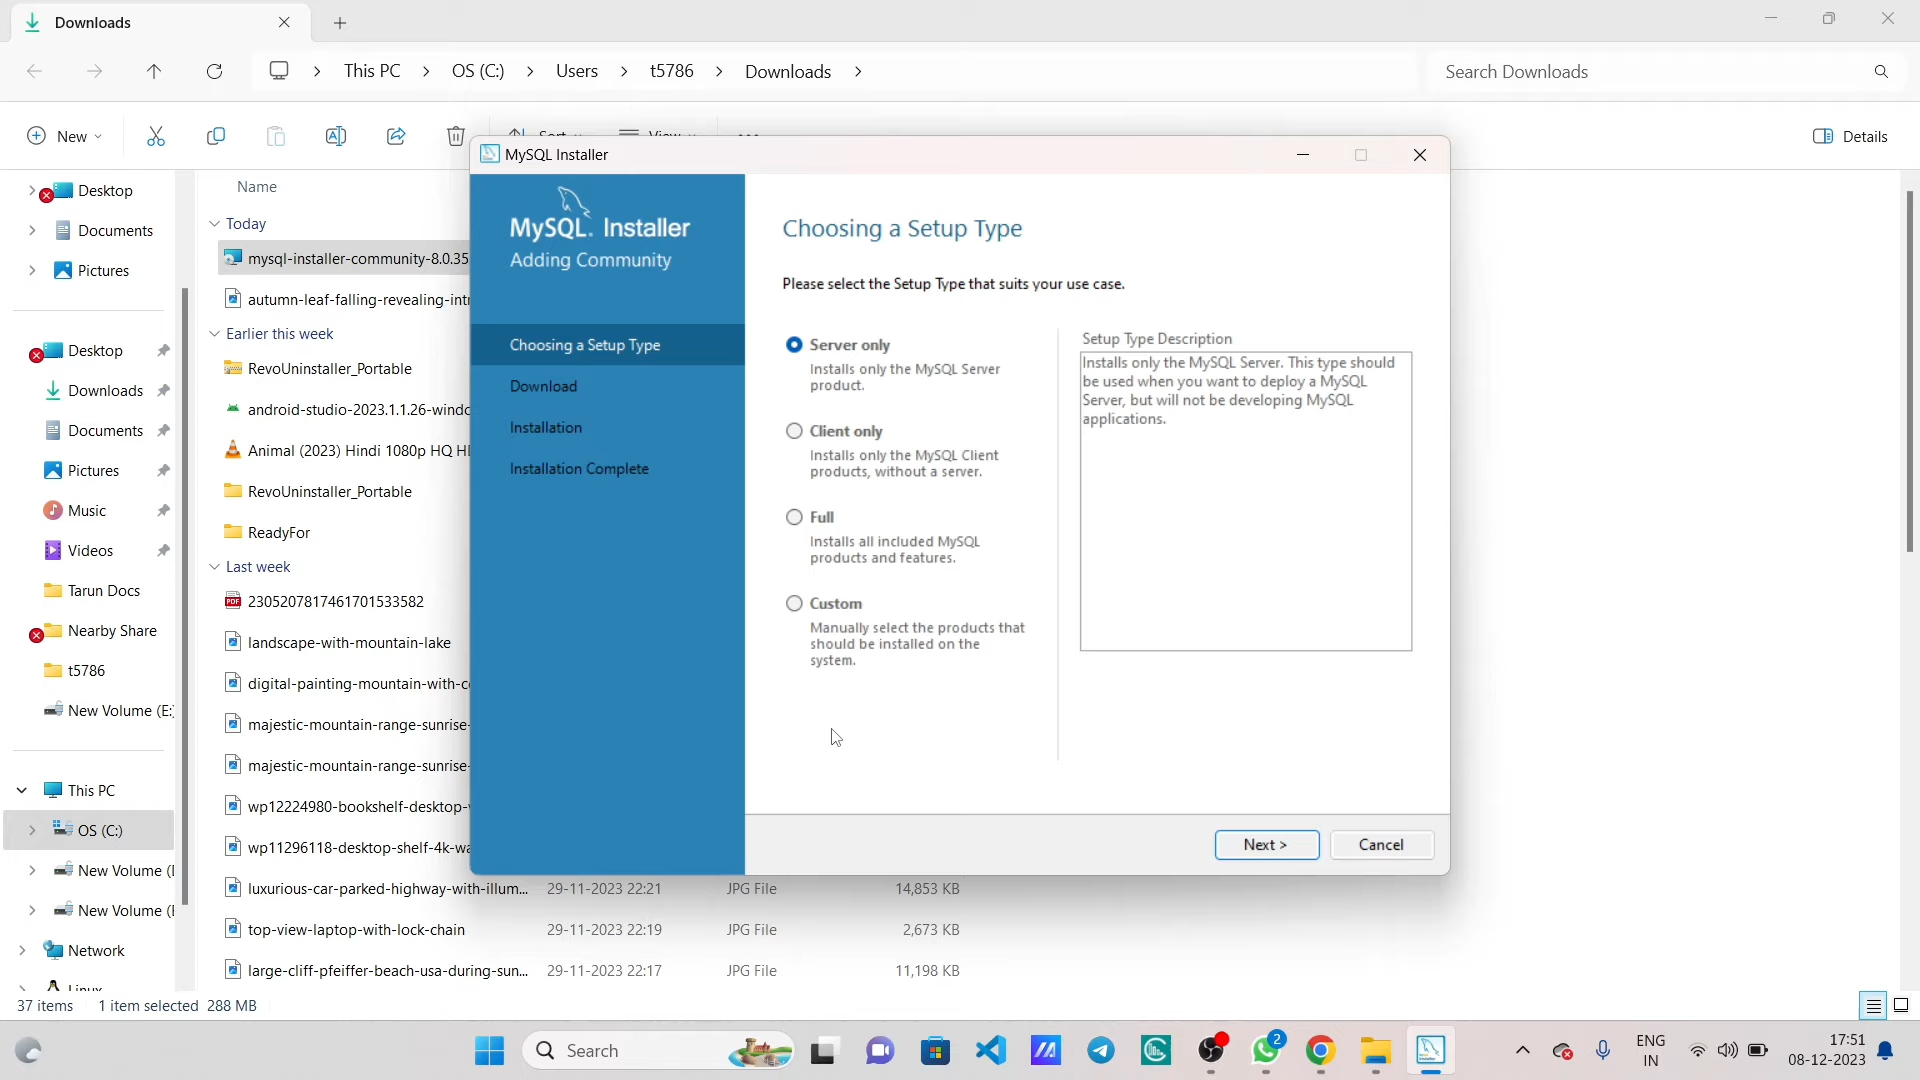 Downloads
This PC
OS (C:)
Users
t5786
Downloads
Search Downloads
New
Sort
View
Details
Desktop
Documents
Pictures
Desktop
Downloads
Documents
Pictures
Music
Videos
Tarun Docs
Nearby Share
t5786
New Volume (E:)
This PC
OS (C:)
New Volume (
New Volume (
Network
Linux
Name
Today
mysql-installer-community-8.0.35
autumn-leaf-falling-revealing-int
Earlier this week
RevoUninstaller_Portable
android-studio-2023.1.1.26-windo
Animal (2023) Hindi 1080p HQ H
RevoUninstaller_Portable
ReadyFor
Last week
2305207817461701533582
landscape-with-mountain-lake
digital-painting-mountain-with-c
majestic-mountain-range-sunrise-
majestic-mountain-range-sunrise-
wp12224980-bookshelf-desktop-
wp11296118-desktop-shelf-4k-wa
luxurious-car-parked-highway-with-illum... 29-11-2023 22:21 JPG File 14,853 KB
top-view-laptop-with-lock-chain 29-11-2023 22:19 JPG File 2,673 KB
large-cliff-pfeiffer-beach-usa-during-sun... 29-11-2023 22:17 JPG File 11,198 KB
MySQL Installer
MySQL. Installer
Adding Community
Choosing a Setup Type
Download
Installation
Installation Complete
Choosing a Setup Type
Please select the Setup Type that suits your use case.
Server only
Installs only the MySQL Server
product.
Client only
Installs only the MySQL Client
products, without a server.
Full
Installs all included MySQL
products and features.
Custom
Manually select the products that
should be installed on the
system.
Setup Type Description
Installs only the MySQL Server. This type should
be used when you want to deploy a MySQL
Server, but will not be developing MySQL
applications.
Next >
Cancel
37 items
1 item selected 288 MB
Search
2
ENG
IN
17:51
08-12-2023